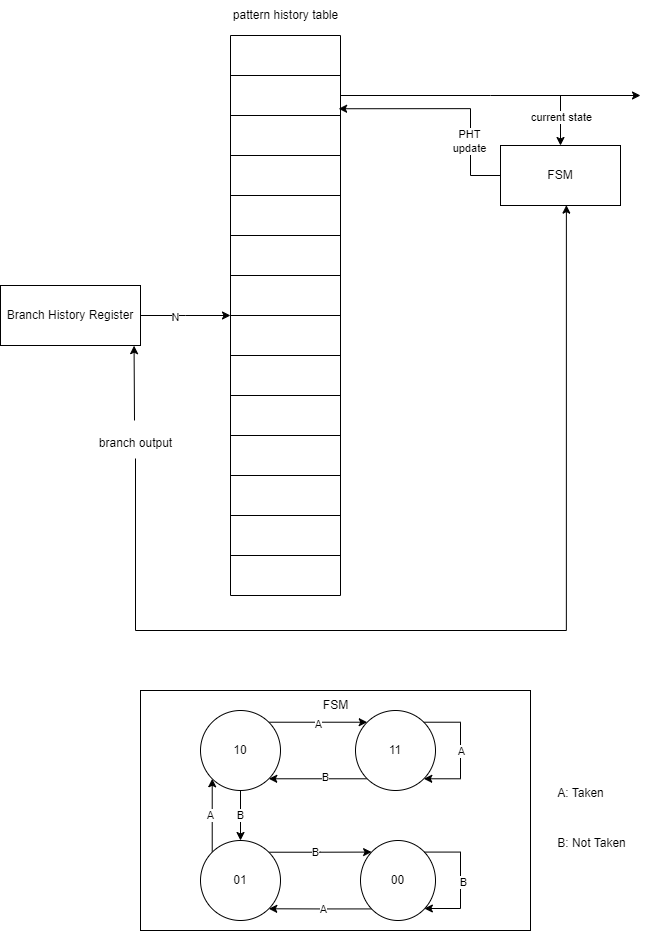 pattern history table
current state
PHT
update
FSM
Branch History Register
N
branch output
FSM
A
10
11
A
B
A
B
A: Taken
B: Not Taken
B
01
00
B
A